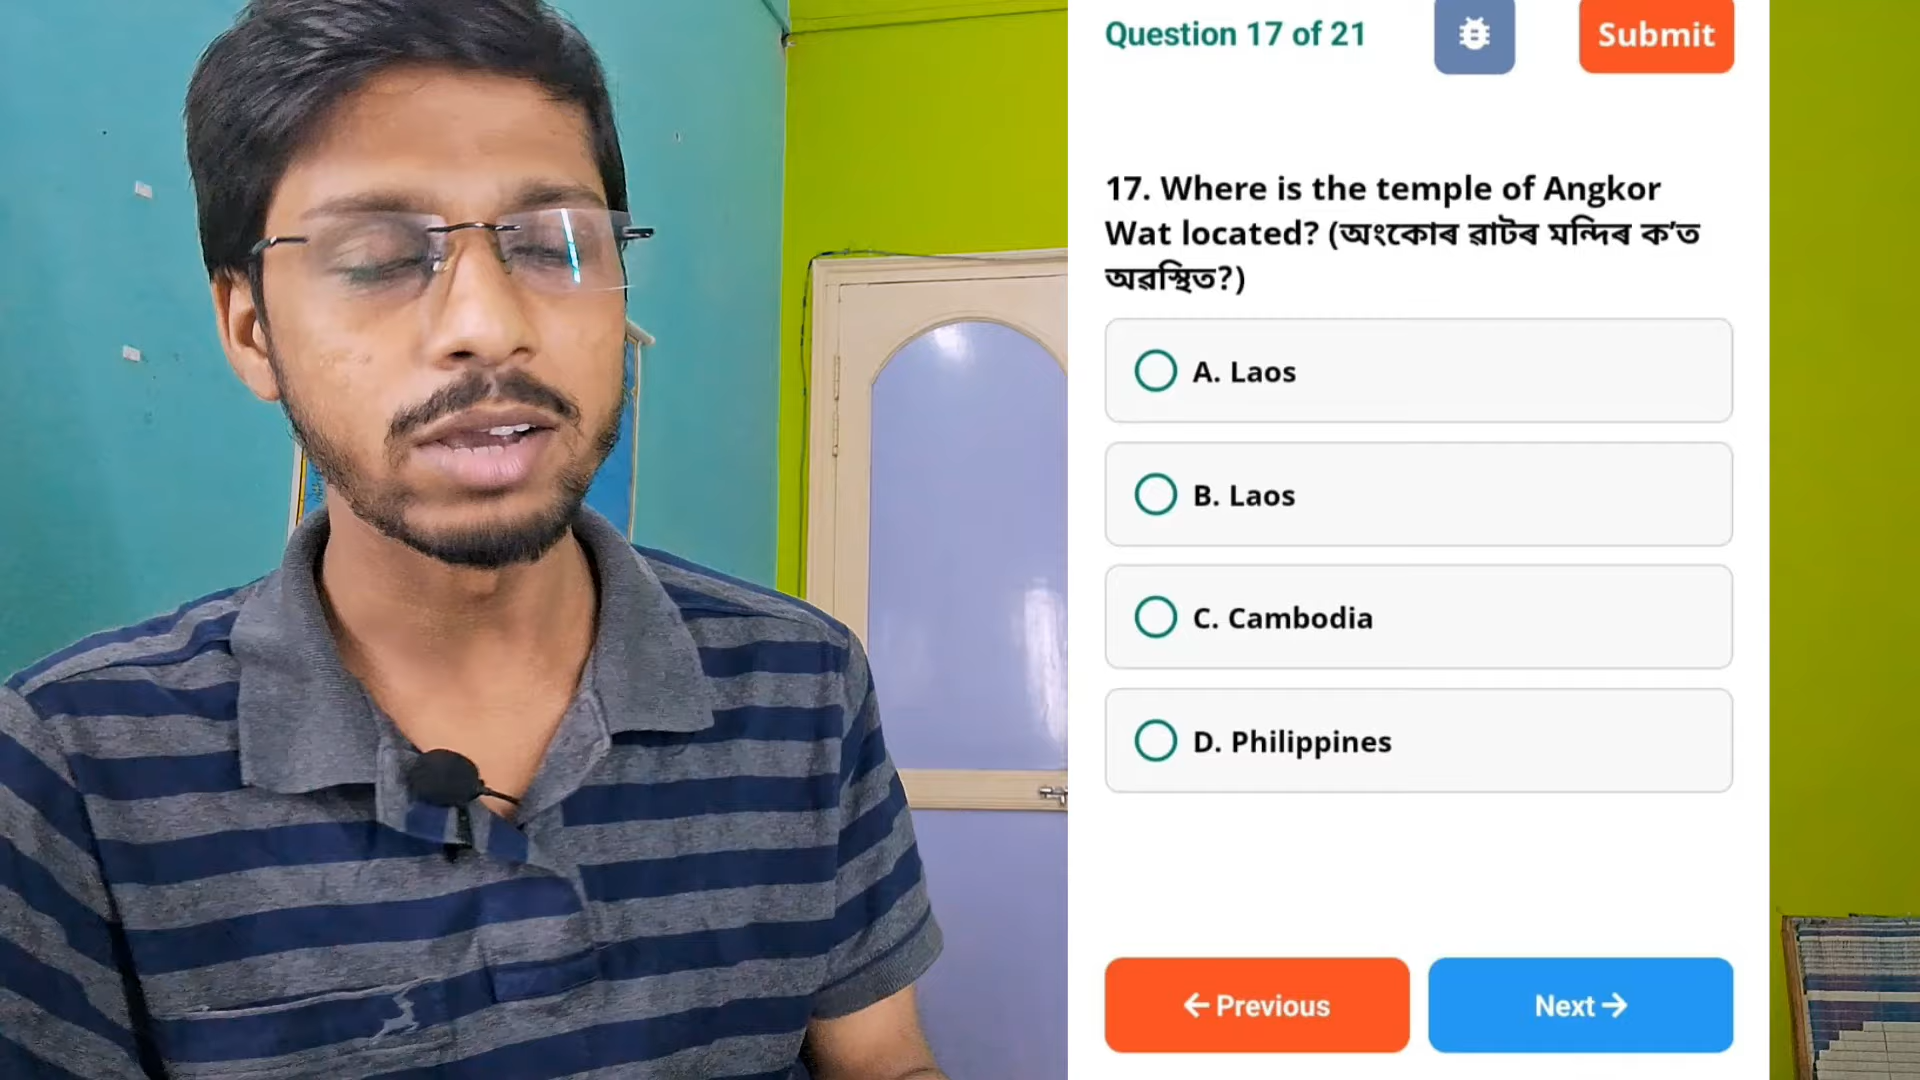 Question 17 of 21
Submit
17. Where is the temple of Angkor
Wat located? (অংকোৰ ৱাটৰ মন্দিৰ ক'ত
অৱস্থিত?)
A. Laos
B. Laos
C. Cambodia
D. Philippines
← Previous
Next →